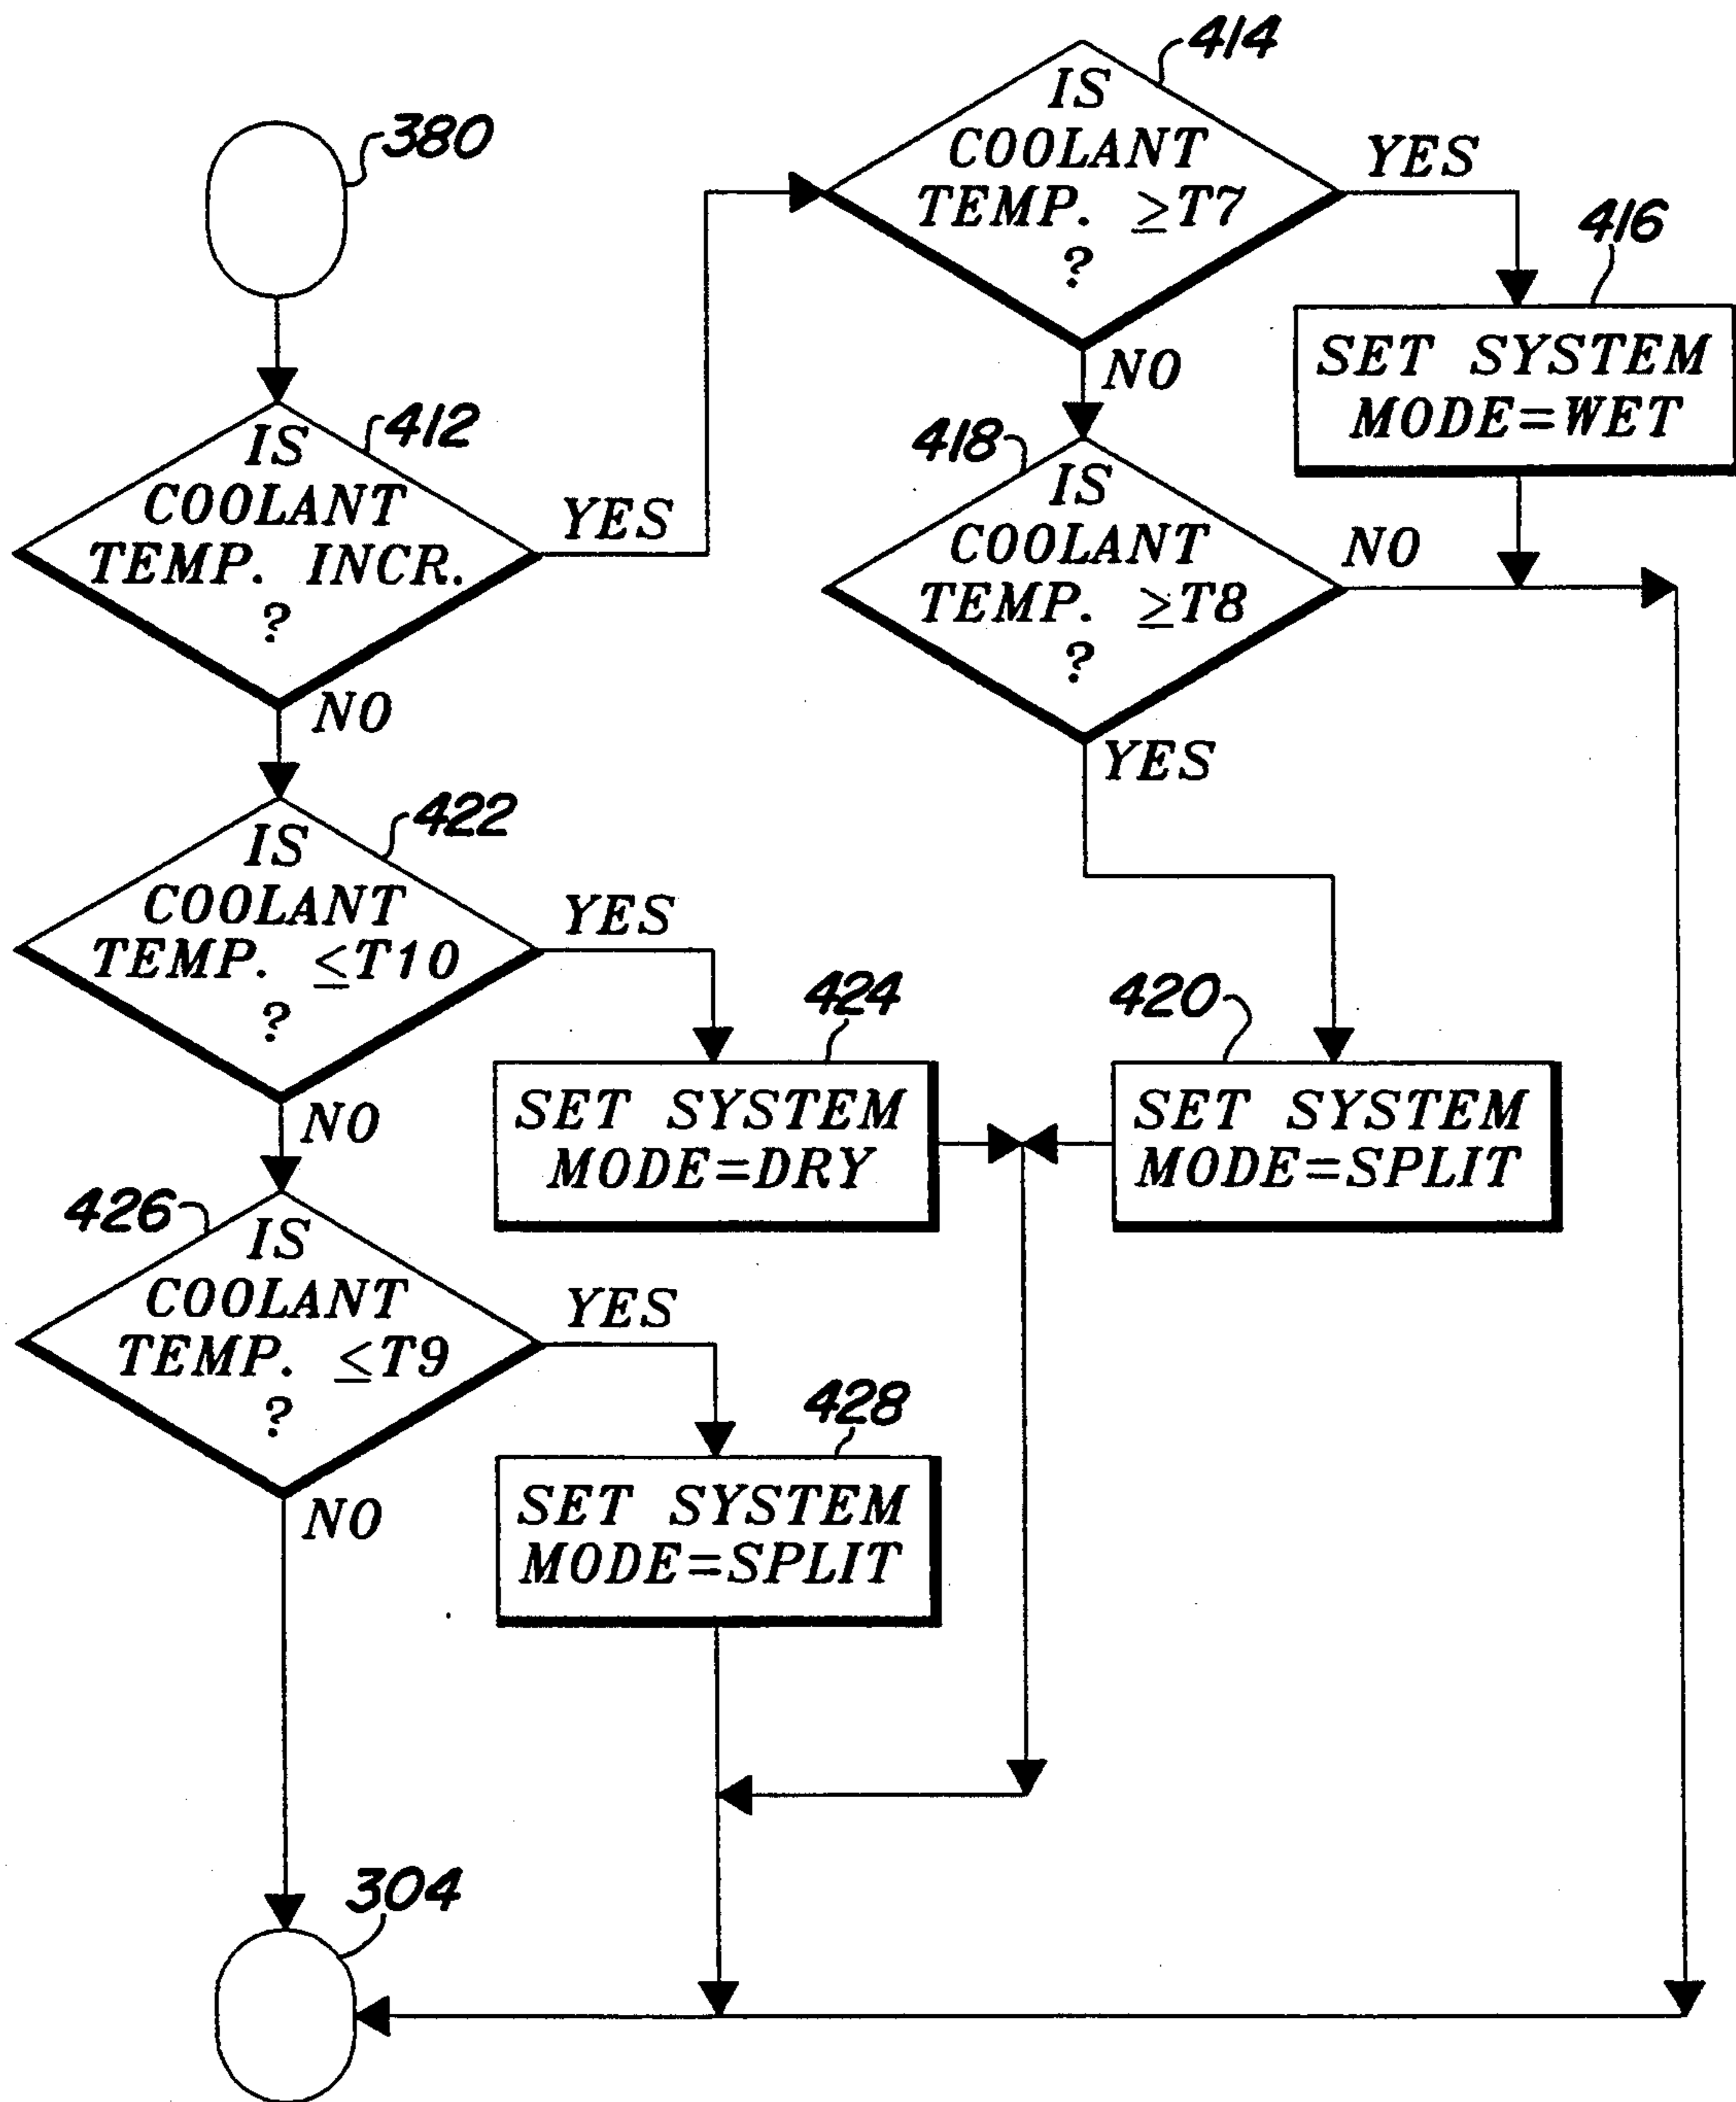 380
412
IS
COOLANT
TEMP. INCR.
?
YES
NO
414
IS
COOLANT
TEMP. ≥T7
?
YES
NO
416
SET SYSTEM
MODE=WET
418
IS
COOLANT
TEMP. ≥T8
?
NO
YES
420
SET SYSTEM
MODE=SPLIT
422
IS
COOLANT
TEMP. ≤T10
?
YES
NO
424
SET SYSTEM
MODE=DRY
426
IS
COOLANT
TEMP. ≤T9
?
YES
NO
428
SET SYSTEM
MODE=SPLIT
304